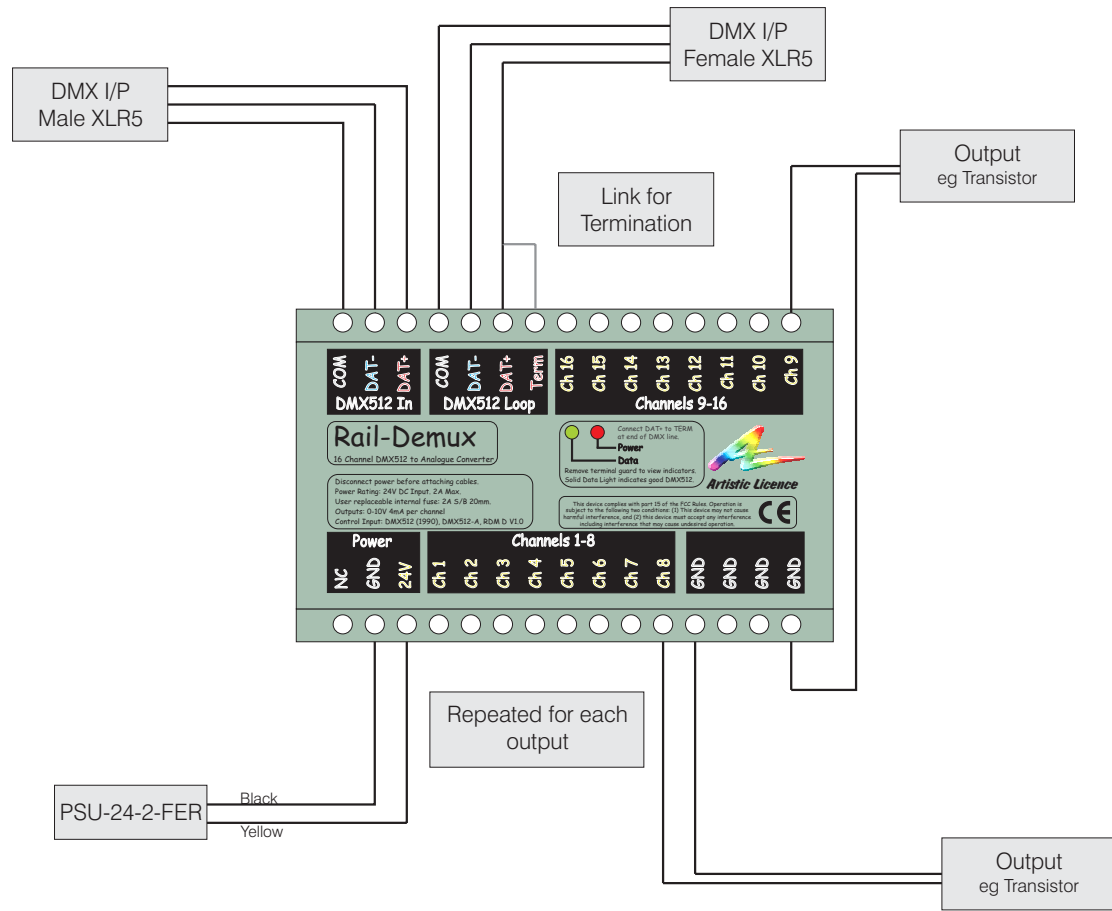 DMX I/P
Female XLR5
DMX I/P
Male XLR5
Output
eg Transistor
Link for
Termination
COM
DAT-
DAT+
DMX512 In
COM
DAT-
DAT+
Term
DMX512 Loop
Ch 16
Ch 15
Ch 14
Ch 13
Ch 12
Ch 11
Ch 10
Ch 9
Channels 9-16
Rail-Demux
16 Channel DMX512 to Analogue Converter
Connect DAT+ to TERM
at end of DMX line.
Power
Data
Remove terminal guard to view indicators.
Solid Data Light indicates good DMX512.
Artistic Licence
Disconnect power before attaching cables.
Power Rating: 24V DC Input. 2A Max.
User replaceable internal fuse: 2A S/B 20mm.
Outputs: 0-10V 4mA per channel
Control Input: DMX512 (1990), DMX512-A, RDM D V1.0
This device complies with part 15 of the FCC Rules. Operation is
subject to the following two conditions: (1) This device may not cause
harmful interference, and (2) this device must accept any interference
including interference that may cause undesired operation.
CE
Power
NC
GND
24V
Channels 1-8
Ch 1
Ch 2
Ch 3
Ch 4
Ch 5
Ch 6
Ch 7
Ch 8
GND
GND
GND
GND
Repeated for each
output
PSU-24-2-FER
Black
Yellow
Output
eg Transistor